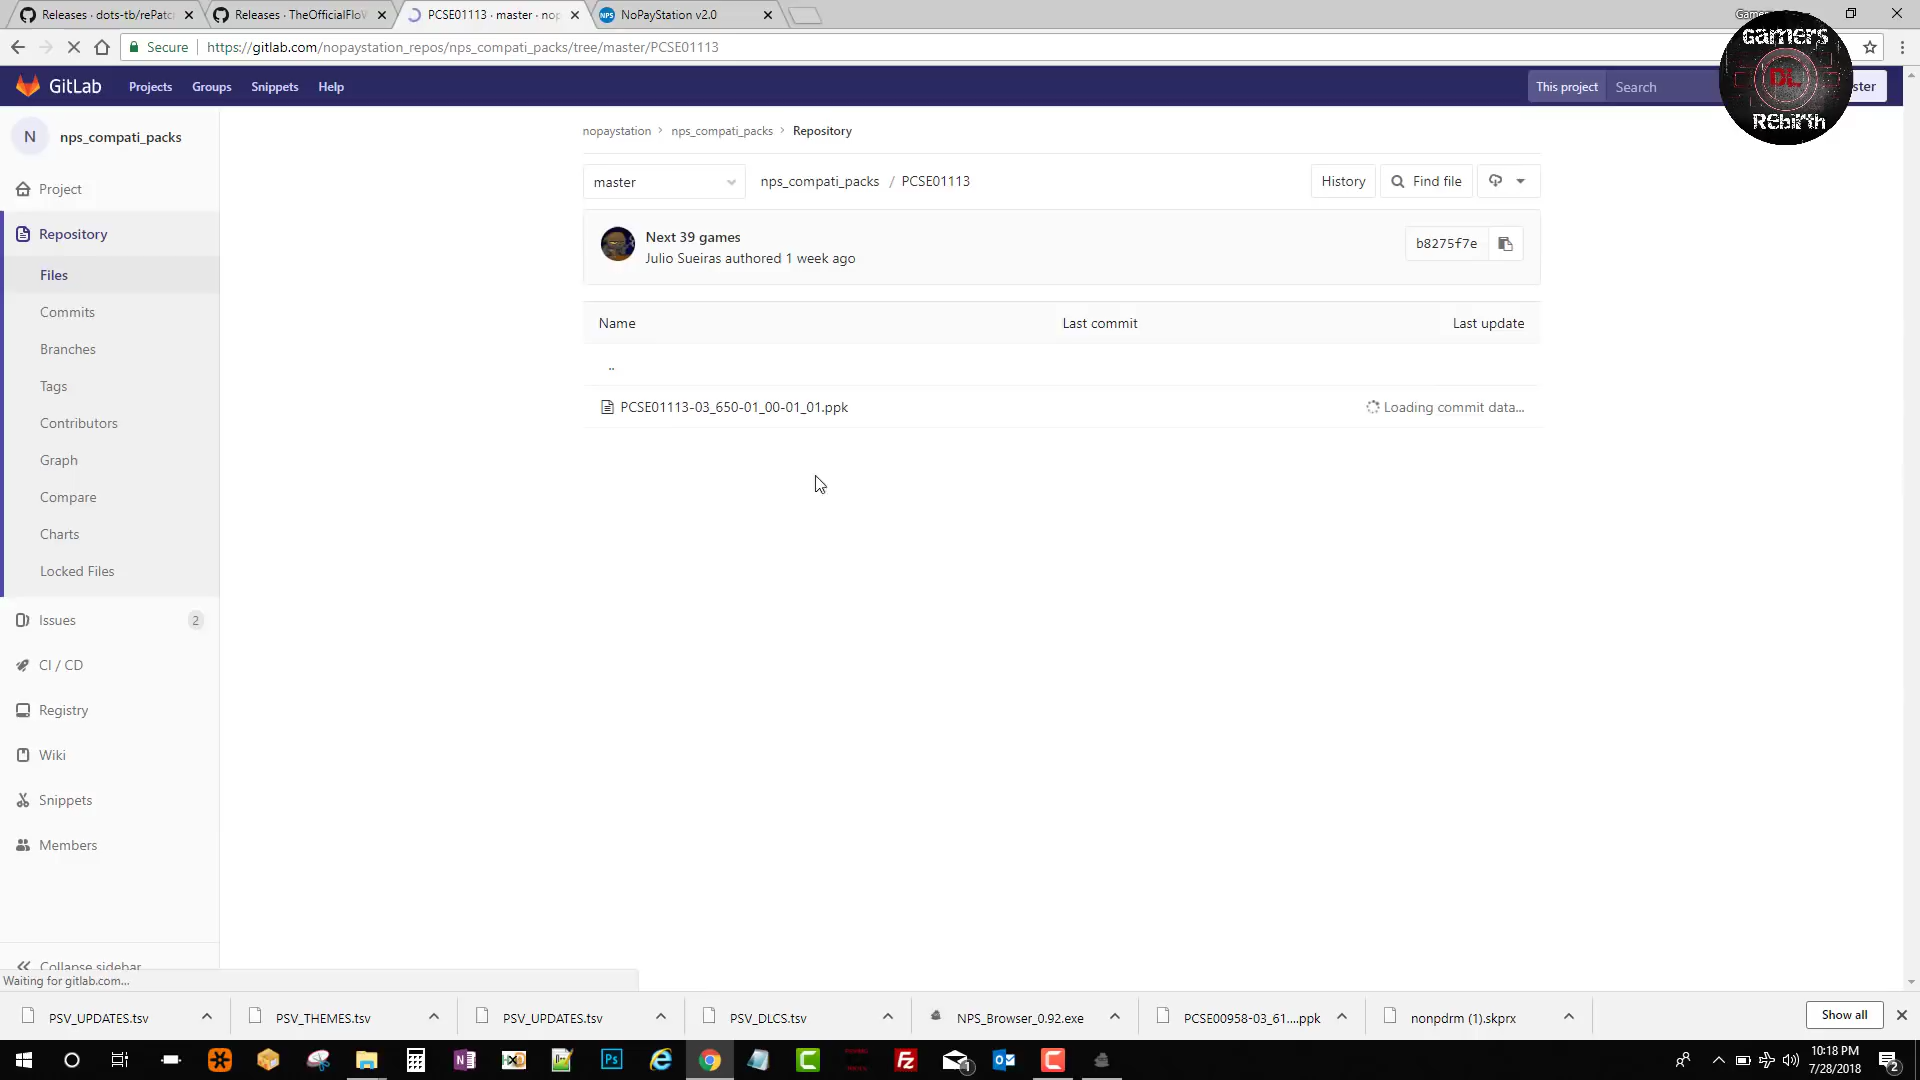 Releases · dots-tb/rePatc
Releases · TheOfficialFloW
PCSE01113 · master · nop
NoPayStation v2.0
Secure
https://gitlab.com/nopaystation_repos/nps_compati_packs/tree/master/PCSE01113
GitLab
Projects
Groups
Snippets
Help
This project
Search
ster
GamerS
DL
REbirth
N
nps_compati_packs
Project
Repository
Files
Commits
Branches
Tags
Contributors
Graph
Compare
Charts
Locked Files
Issues
2
CI / CD
Registry
Wiki
Snippets
Members
Collapse sidebar
nopaystation › nps_compati_packs › Repository
master
nps_compati_packs / PCSE01113
History
Find file
Next 39 games
Julio Sueiras authored 1 week ago
b8275f7e
Name
Last commit
Last update
..
PCSE01113-03_650-01_00-01_01.ppk
Loading commit data...
Waiting for gitlab.com...
PSV_UPDATES.tsv
PSV_THEMES.tsv
PSV_UPDATES.tsv
PSV_DLCS.tsv
NPS_Browser_0.92.exe
PCSE00958-03_61....ppk
nonpdrm (1).skprx
Show all
10:18 PM
7/28/2018
2